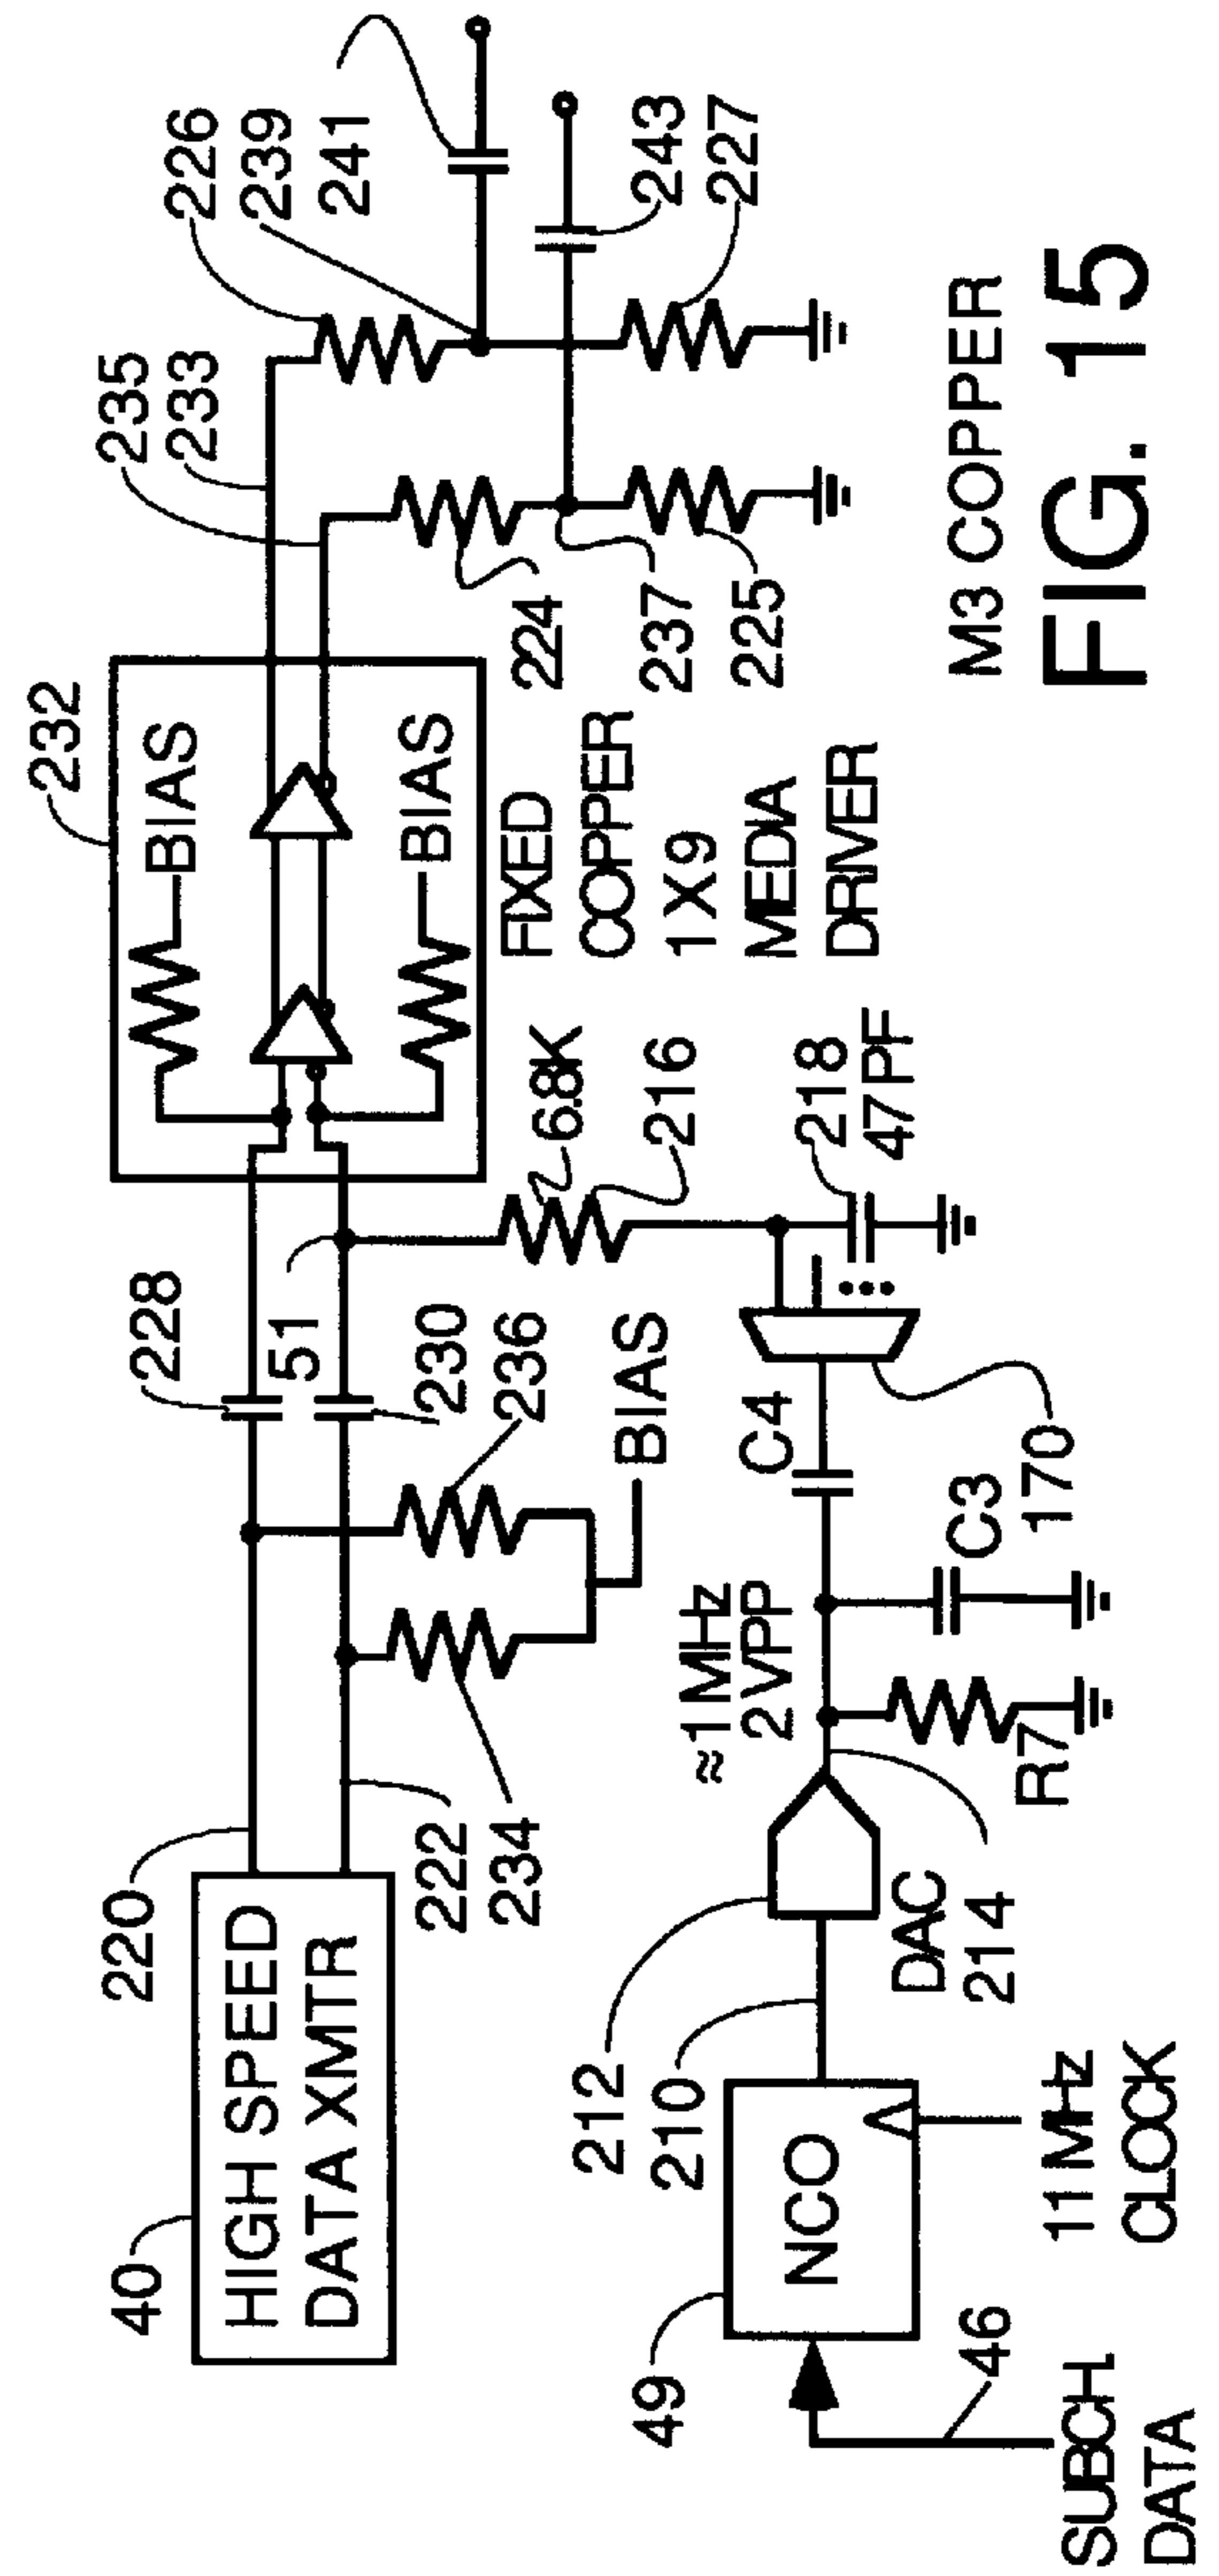 40
HIGH SPEED
DATA XMTR
220
222
234
228
51
230
236
BIAS
232
BIAS
BIAS
FIXED
COPPER
1 X 9
MEDIA
DRIVER
235
233
226
239
241
224
237
225
243
227
6.8K
216
218
47PF
SUBCH.
DATA
46
49
NCO
11 MHz
CLOCK
212
210
DAC
214
≈1MHz
2VPP
R7
C3
C4
170
M3 COPPER
FIG. 15